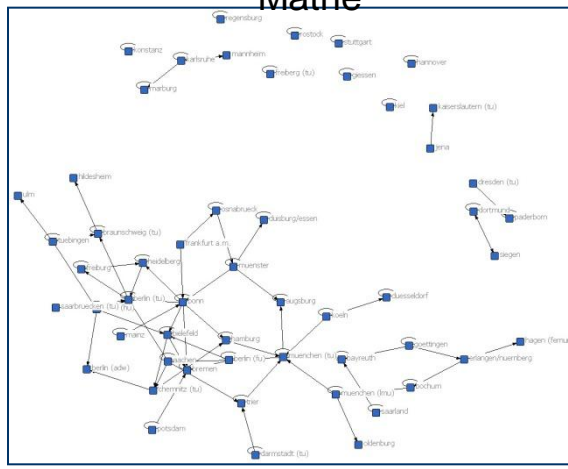 Mathe
regensburg
rostock
stuttgart
konstanz
karlsruhe
mannheim
hannover
freiberg (tu)
giessen
marburg
kiel
kaiserslautern (tu)
jena
hildesheim
dresden (tu)
ulm
osnabrueck
dortmund
duisburg/essen
paderborn
braunschweig (tu)
tuebingen
frankfurt a.m.
siegen
heidelberg
muenster
freiburg
berlin (tu)
bonn
augsburg
duesseldorf
saarbruecken (tu)
koeln
mainz
bielefeld
hamburg
goettingen
hagen (fernu
aachen
berlin (fu)
muenchen (tu)
bayreuth
erlangen/nuernberg
berlin (adw)
bremen
chemnitz (tu)
muenchen (lmu)
bochum
trier
saarland
potsdam
oldenburg
darmstadt (tu)